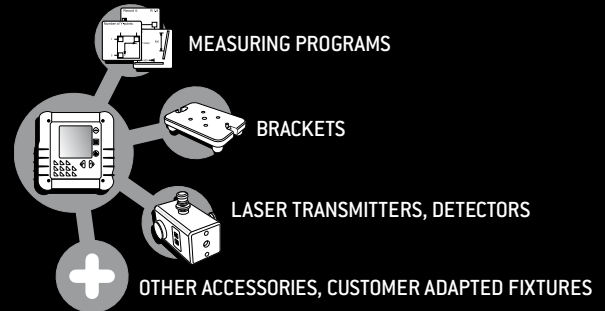 MEASURING PROGRAMS
BRACKETS
LASER TRANSMITTERS, DETECTORS
OTHER ACCESSORIES, CUSTOMER ADAPTED FIXTURES